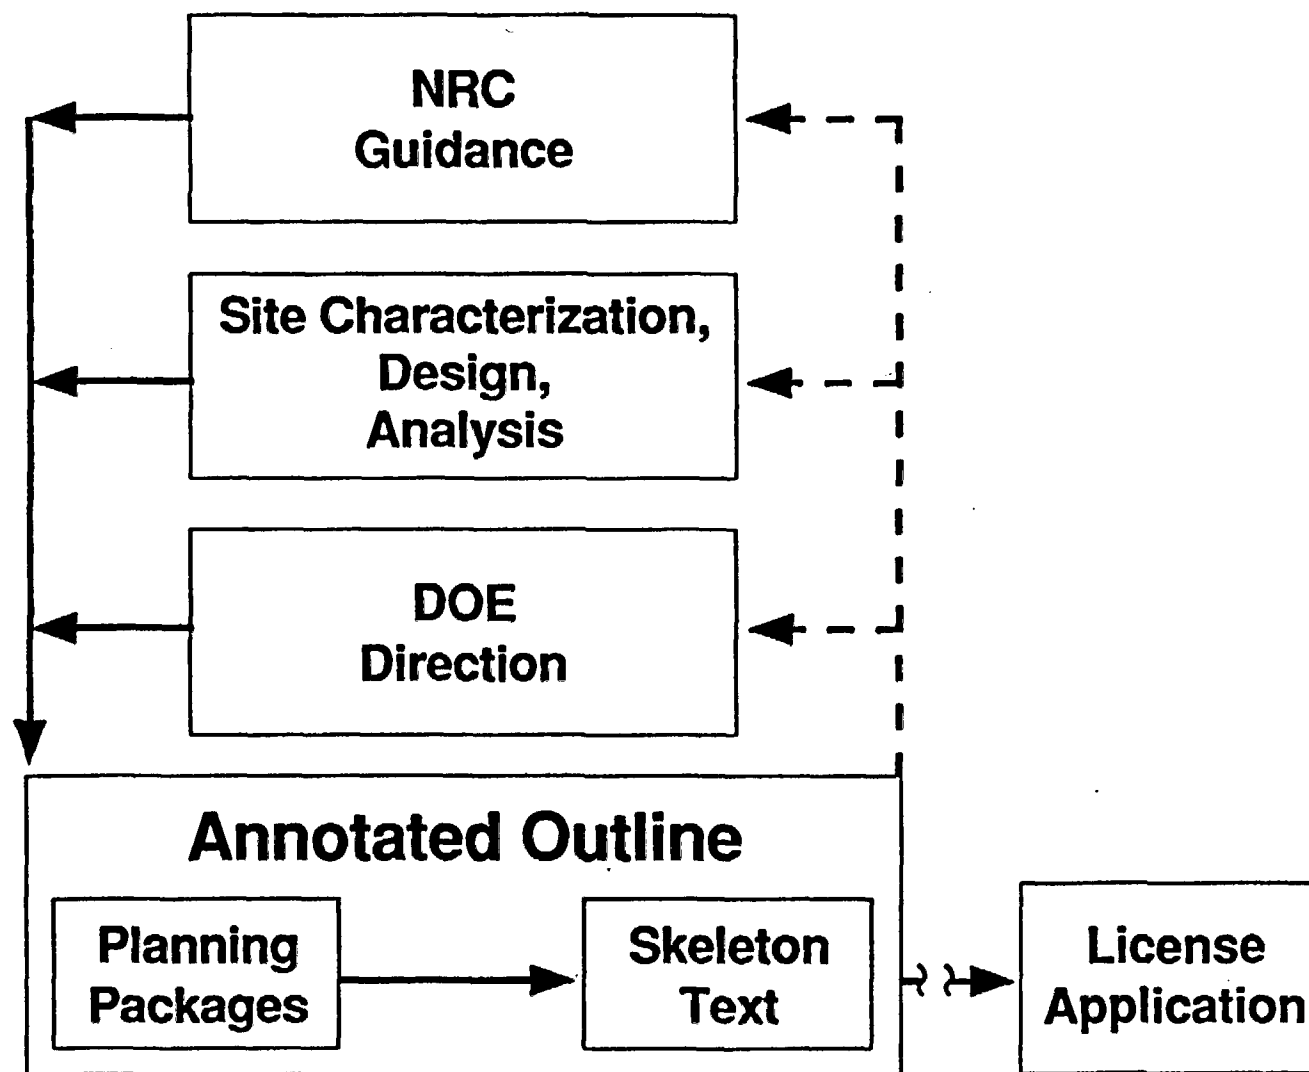 NRC
Guidance
Site Characterization,
Design,
Analysis
DOE
Direction
Annotated Outline
Planning
Packages
Skeleton
Text
License
Application